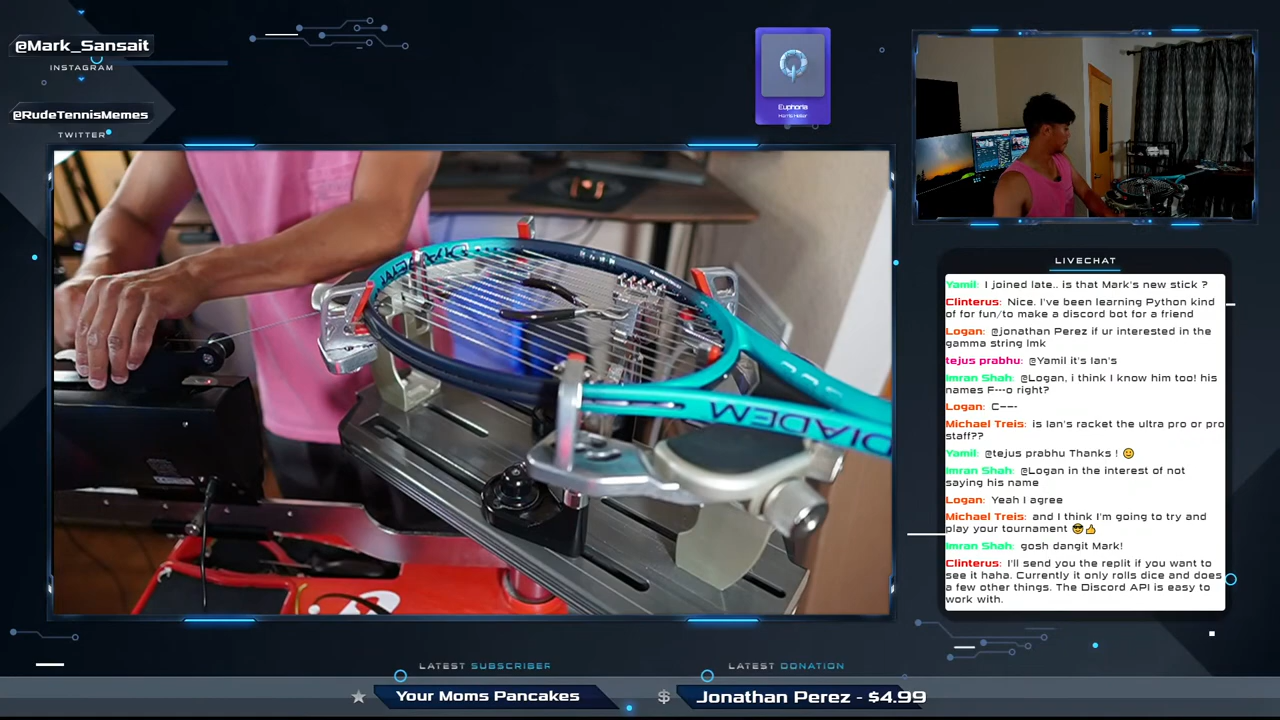 @Mark_Sansait
INSTAGRAM
@RudeTennisMemes
TWITTER
Euphoria
DIADEM
DIADEM
LIVECHAT
Yamil: I joined late.. is that Mark's new stick ?
Clinterus: Nice. I've been learning Python kind
of for fun/to make a discord bot for a friend
Logan: @jonathan Perez if ur interested in the
gamma string lmk
tejus prabhu: @Yamil it's Ian's
Imran Shah: @Logan, i think I know him too! his
names F---o right?
Logan: C---
Michael Treis: is Ian's racket the ultra pro or pro
staff??
Yamil: @tejus prabhu Thanks ! 🙂
Imran Shah: @Logan in the interest of not
saying his name
Logan: Yeah I agree
Michael Treis: and I think I'm going to try and
play your tournament 😎👍
Imran Shah: gosh dangit Mark!
Clinterus: I'll send you the replit if you want to
see it haha. Currently it only rolls dice and does
a few other things. The Discord API is easy to
work with.
LATEST SUBSCRIBER
Your Moms Pancakes
LATEST DONATION
$ Jonathan Perez - $4.99